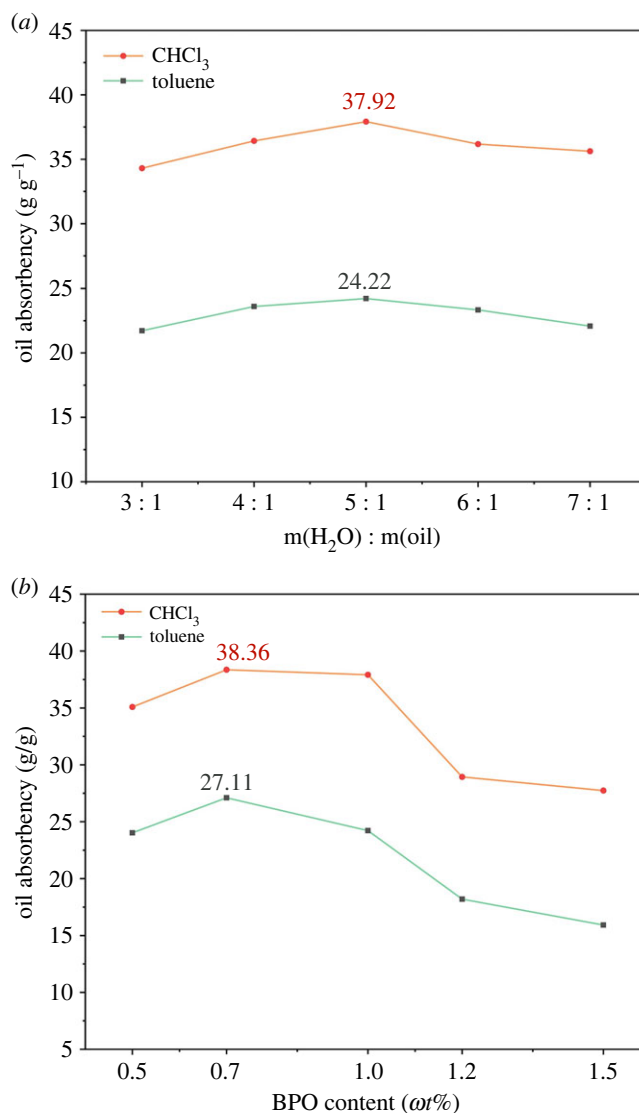 (a)
45
40
35
30
25
20
15
10
oil absorbency (g g⁻¹)
CHCl₃
toluene
37.92
24.22
3 : 1 4 : 1 5 : 1 6 : 1 7 : 1
m(H₂O) : m(oil)
(b)
45
40
35
30
25
20
15
10
5
oil absorbency (g/g)
CHCl₃
toluene
38.36
27.11
0.5 0.7 1.0 1.2 1.5
BPO content (ωt%)